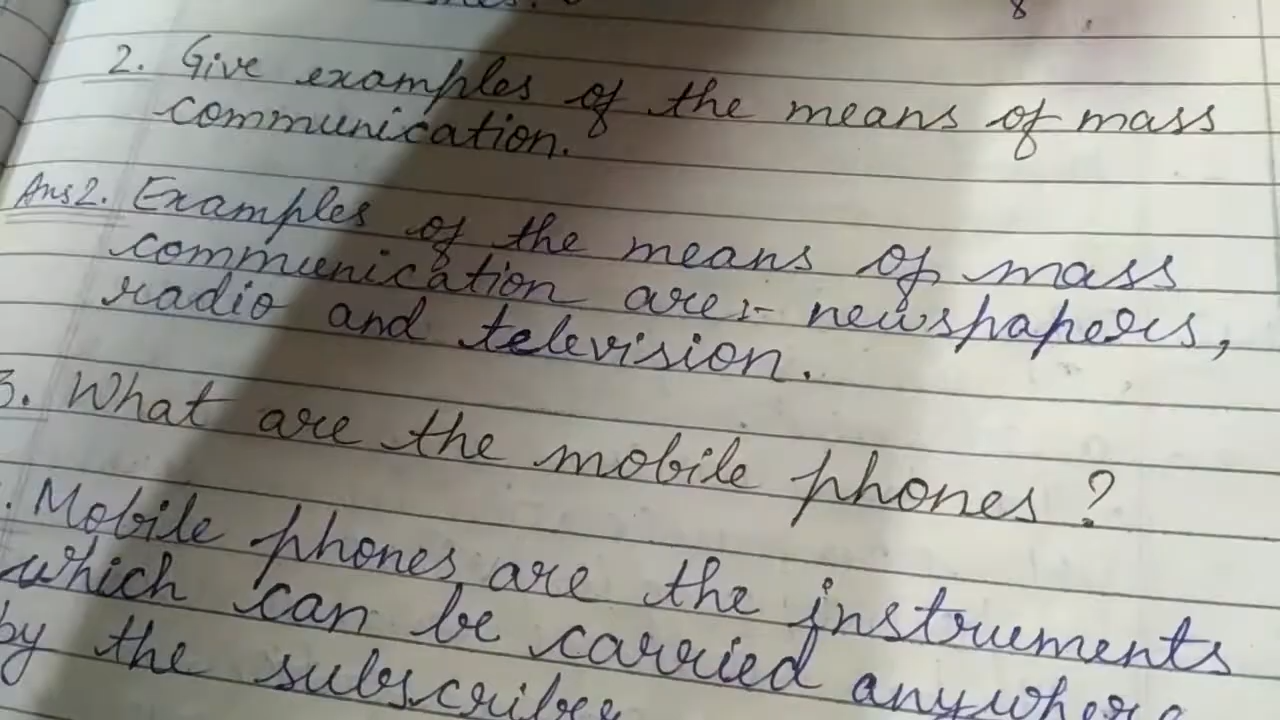 8
2. Give examples of the means of mass
communication.
Ans2. Examples of the means of mass
communication are:- newspapers,
radio and television.
3. What are the mobile phones?
. Mobile phones are the instruments
which can be carried anywhere
by the subscriber